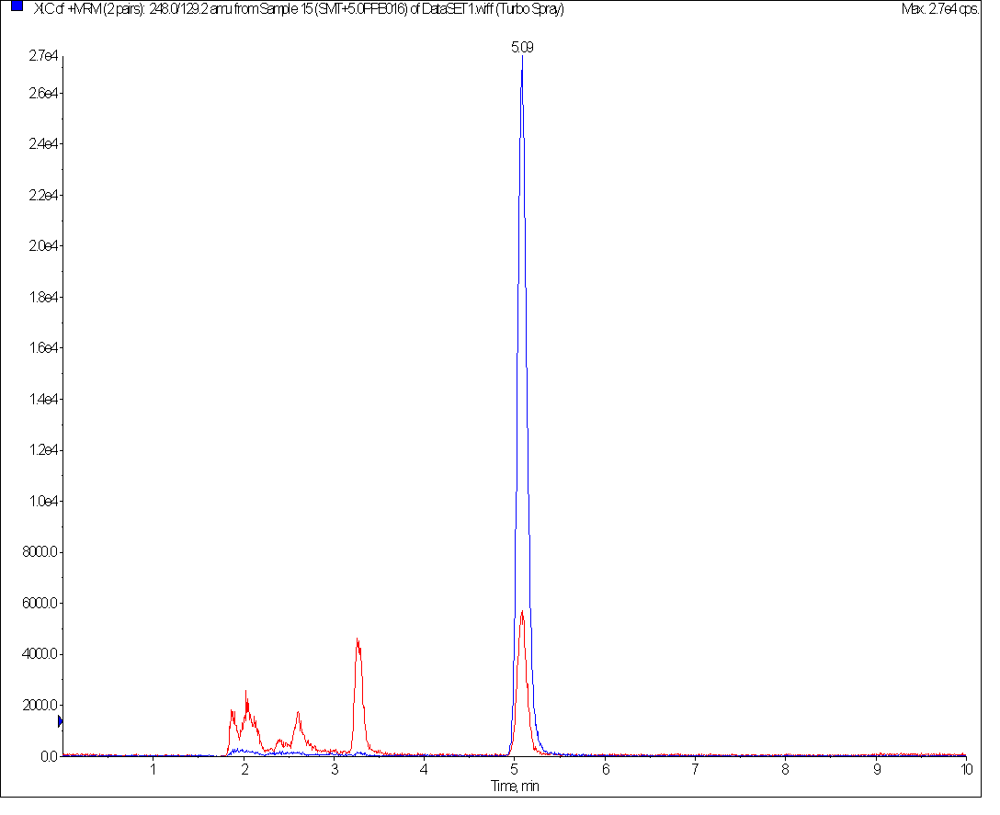 XIC of +MRM (2 pairs): 248.0/129.2 amu from Sample 15 (SMT+5.0PPB016) of DataSET1.wiff (Turbo Spray)
Max. 2.7e4 cps.
5.09
2.7e4
2.6e4
2.4e4
2.2e4
2.0e4
1.8e4
1.6e4
1.4e4
1.2e4
1.0e4
8000.0
6000.0
4000.0
2000.0
0.0
1 2 3 4 5 6 7 8 9 10
Time, min